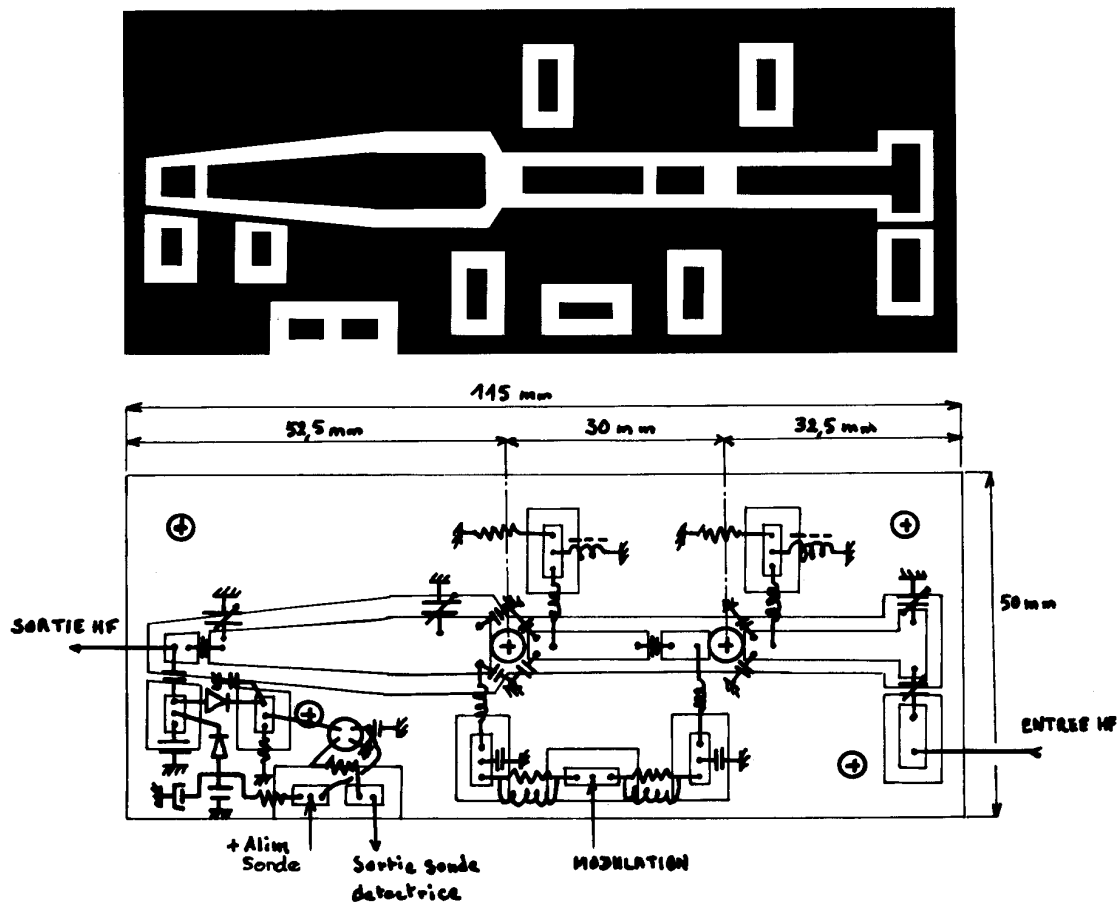 115 mm
52,5 mm
30 mm
32,5 mm
50 mm
SORTIE HF
ENTREE HF
+ Alim
Sonde
Sortie sonde
detectrice
MODULATION